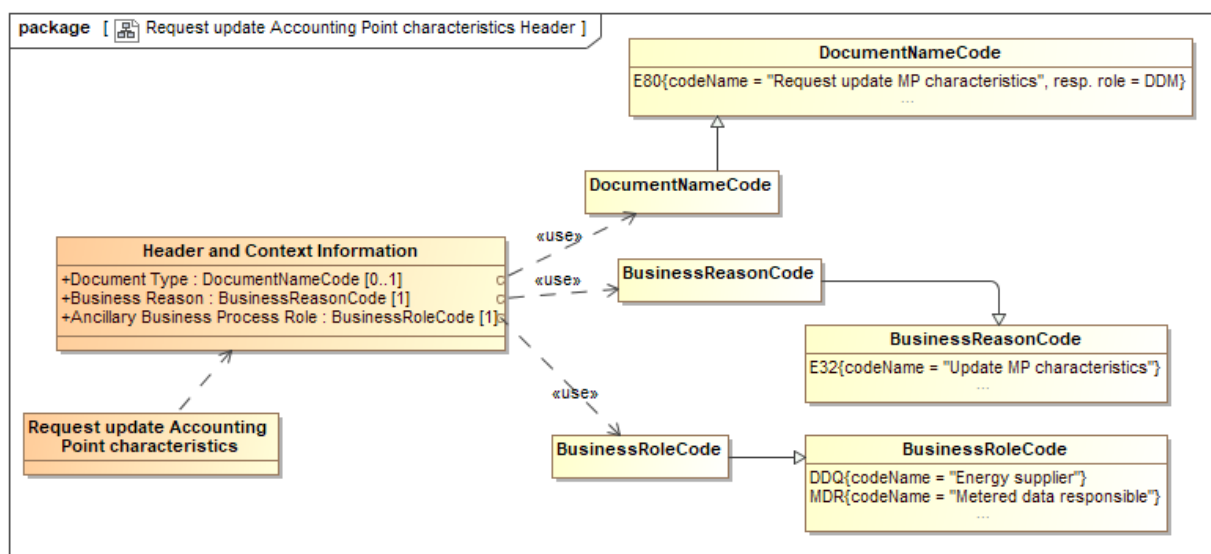 package [ Request update Accounting Point characteristics Header ]
DocumentNameCode
E80{codeName = "Request update MP characteristics", resp. role = DDM}
...
DocumentNameCode
«use»
Header and Context Information
+Document Type : DocumentNameCode [0..1]
+Business Reason : BusinessReasonCode [1]
+Ancillary Business Process Role : BusinessRoleCode [1]
«use»
BusinessReasonCode
BusinessReasonCode
E32{codeName = "Update MP characteristics"}
...
«use»
Request update Accounting
Point characteristics
BusinessRoleCode
BusinessRoleCode
DDQ{codeName = "Energy supplier"}
MDR{codeName = "Metered data responsible"}
...